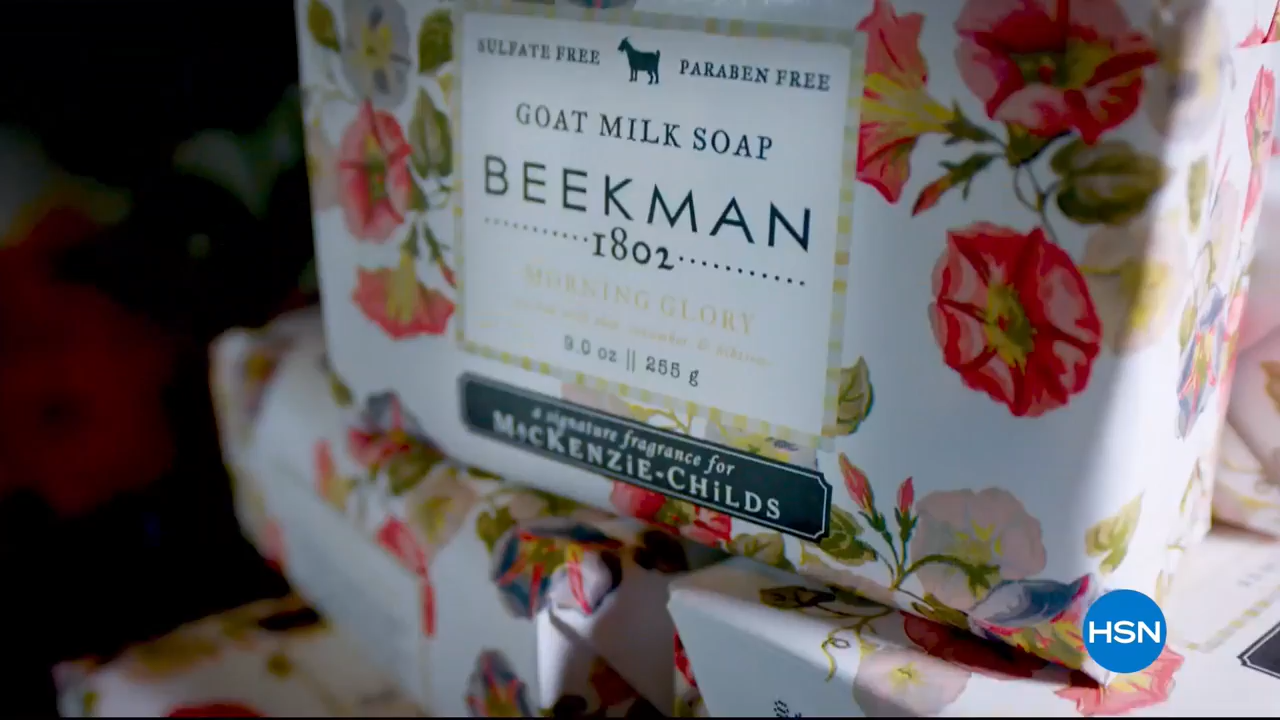 SULFATE FREE PARABEN FREE
GOAT MILK SOAP
BEEKMAN
1802
MORNING GLORY
9.0 oz || 255 g
a signature fragrance for
MACKENZIE-CHILDS
HSN